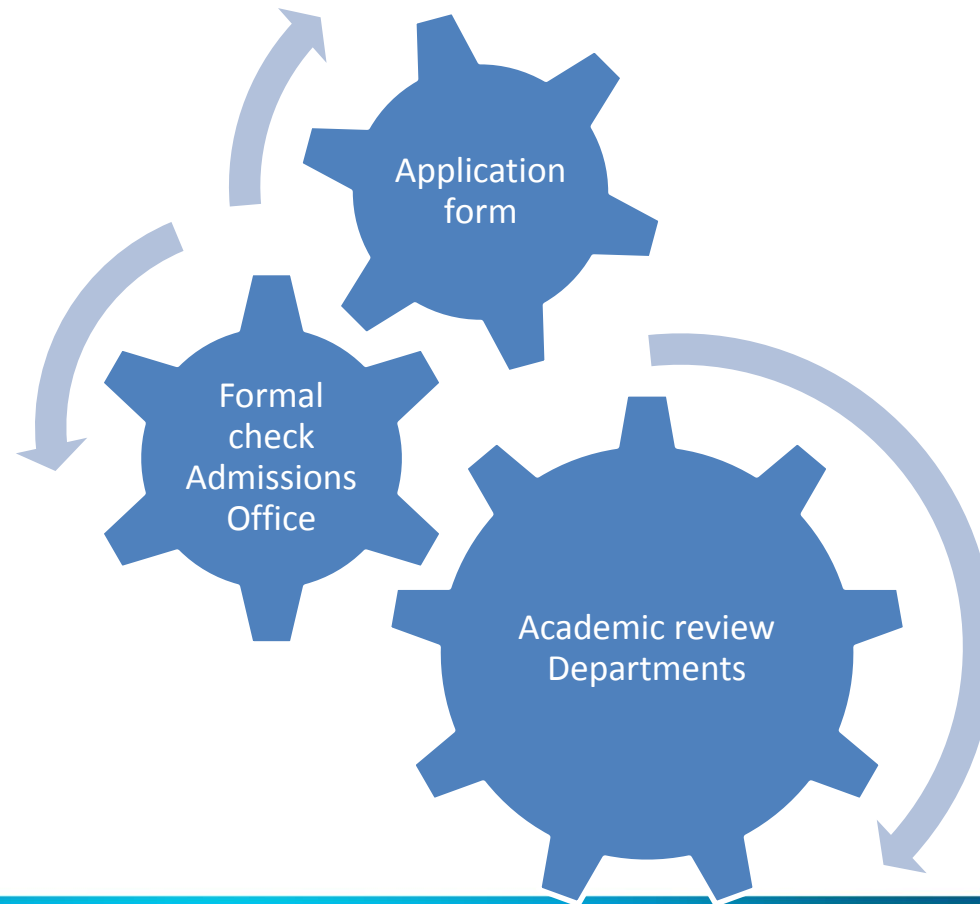 Application
form
Formal
check
Admissions
Office
Academic review
Departments